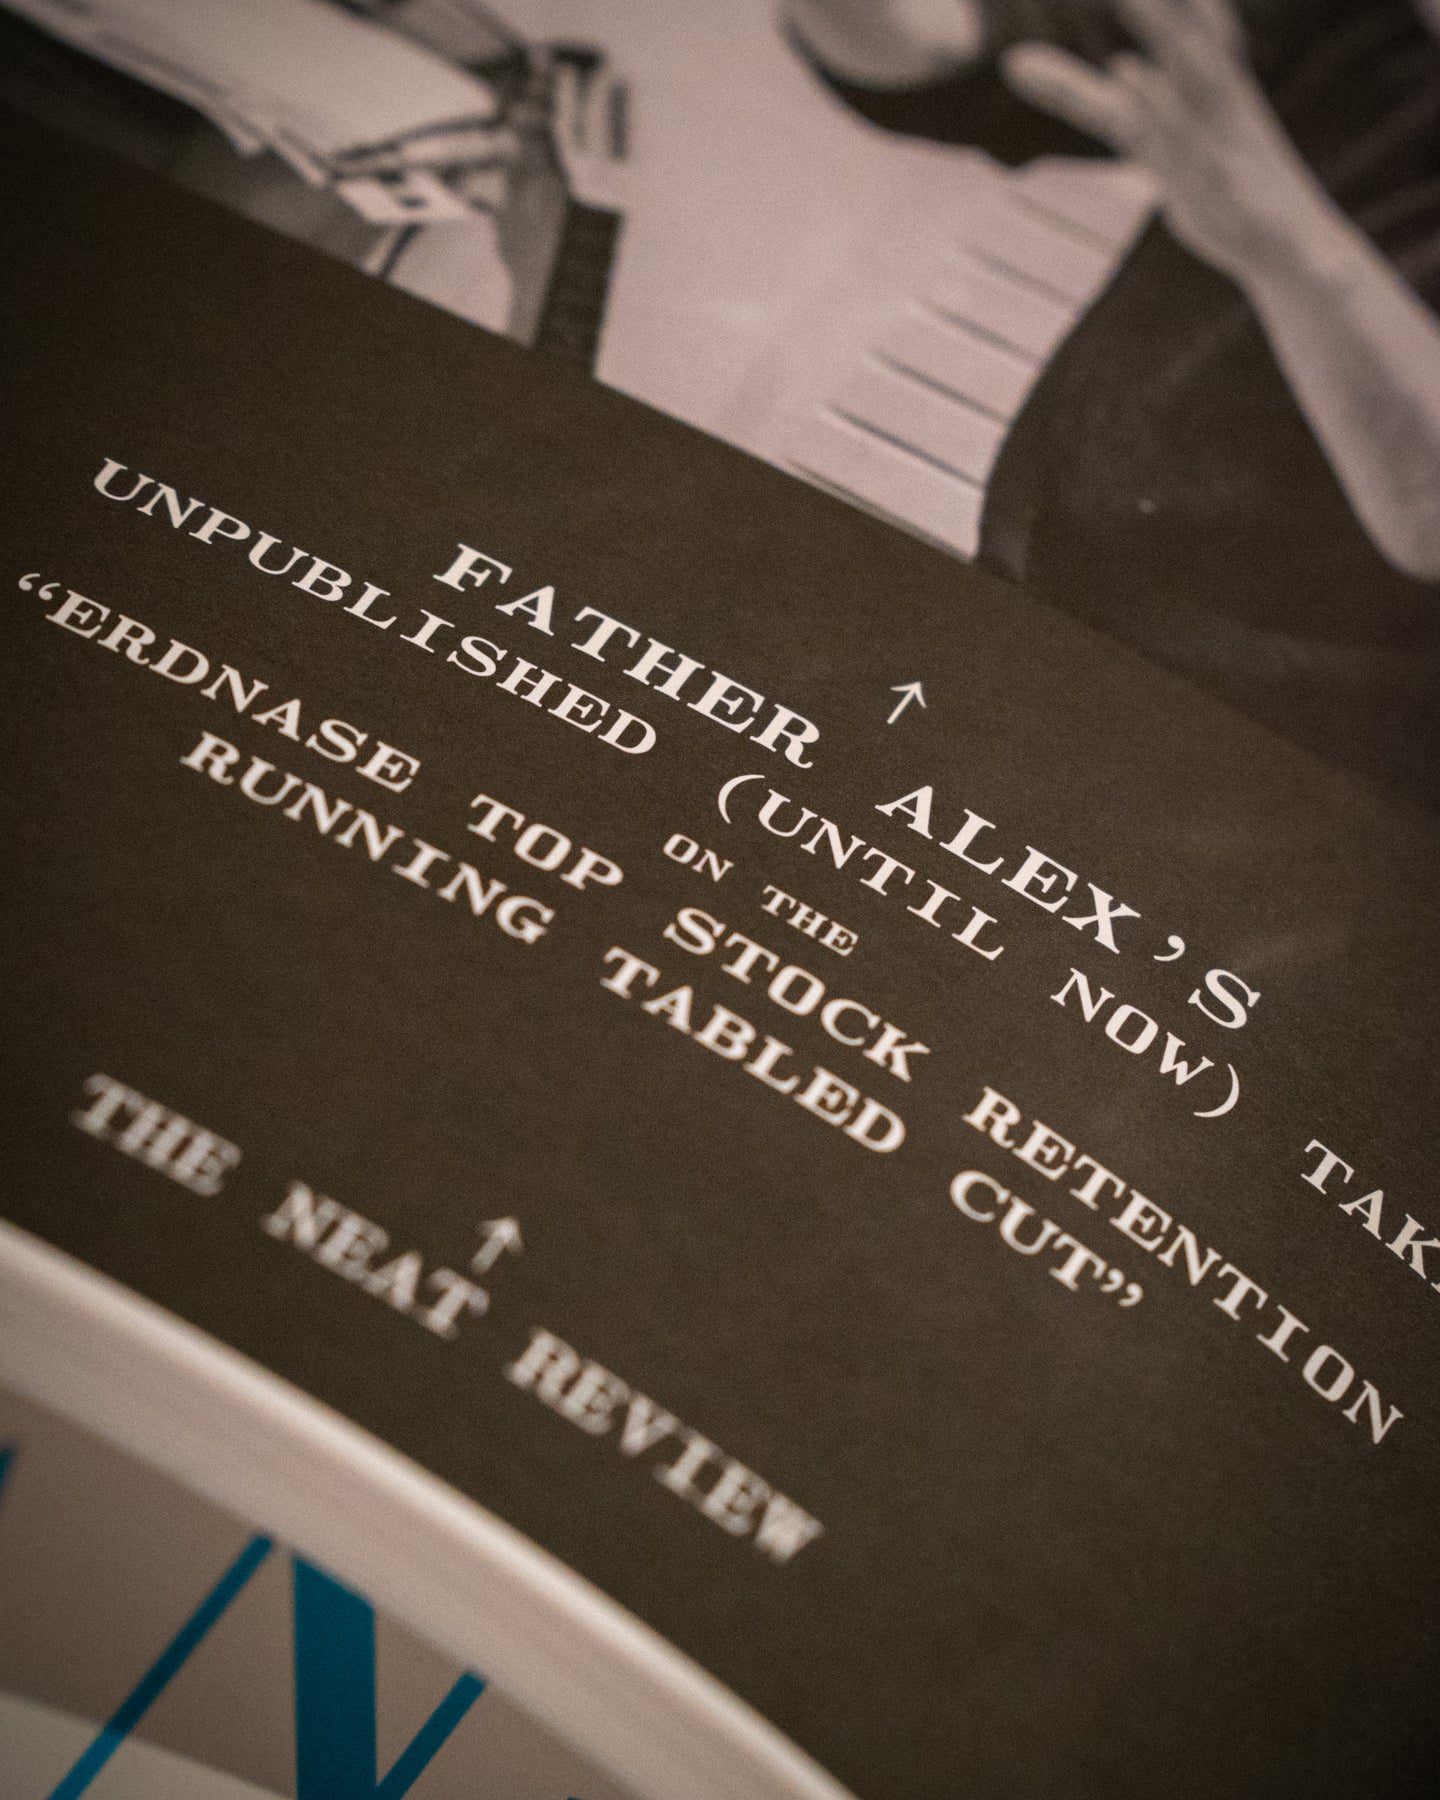 ↑
FATHER ALEX'S
UNPUBLISHED (UNTIL NOW)
ON THE
“ERDNASE TOP STOCK RETENTION
RUNNING TABLED CUT”
↑
THE NEAT REVIEW